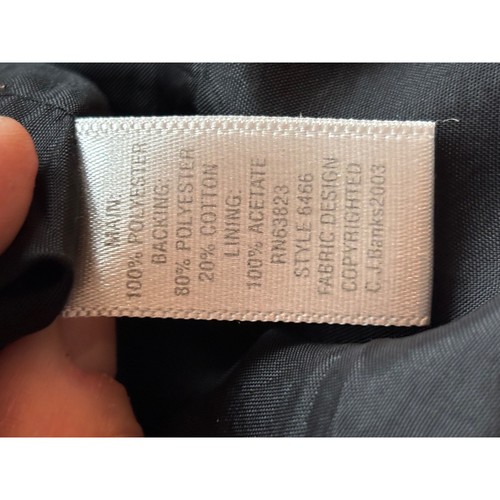 MAIN:
100% POLYESTER
BACKING:
80% POLYESTER
20% COTTON
LINING:
100% ACETATE
RN63823
STYLE 6466
FABRIC DESIGN
COPYRIGHTED
C.J.Banks2003